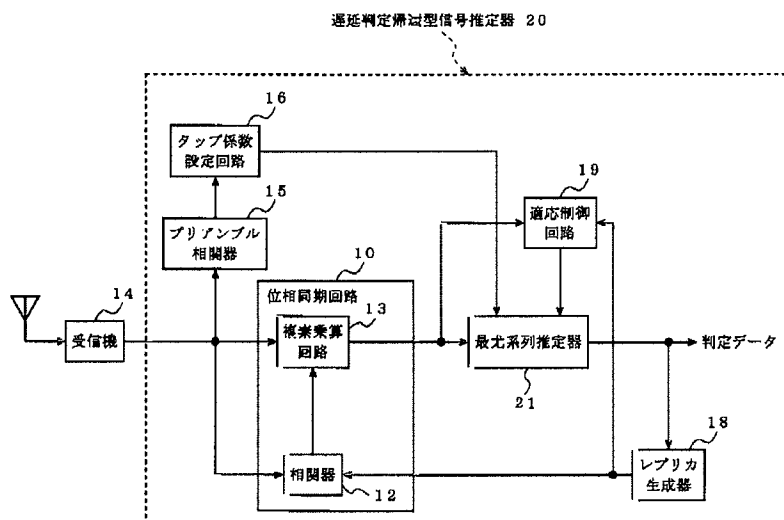 遅延判定帰還型信号推定器 20
16
タップ係数
設定回路
15
プリアンブル
相関器
19
適応制御
回路
10
位相同期回路
14
受信機
複素乗算
回路
13
最尤系列推定器
21
判定データ
相関器
12
18
レプリカ
生成器